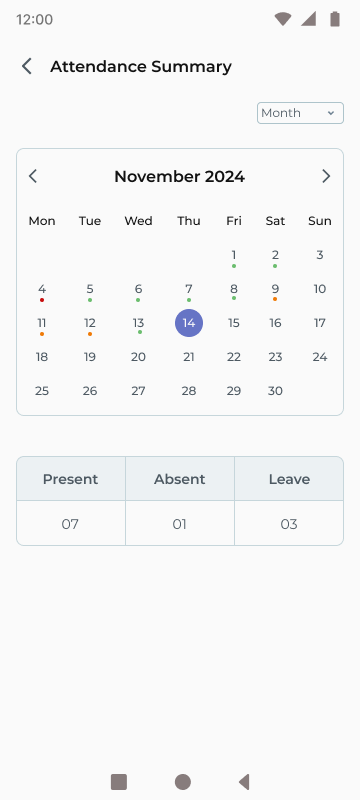 12:00
Attendance Summary
Month
November 2024
Mon Tue Wed Thu Fri Sat Sun
1 2 3
4 5 6 7 8 9 10
11 12 13 14 15 16 17
18 19 20 21 22 23 24
25 26 27 28 29 30
Present Absent Leave
07 01 03